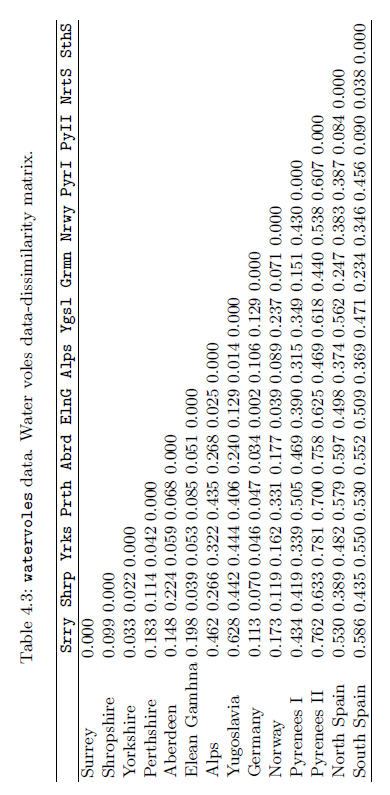 Table 4.3: watervoles data. Water voles data-dissimilarity matrix.
Srry Shrp Yrks Prth Abrd ElnG Alps Ygsl Grmn Nrwy PyrI PyII NrtS SthS
Surrey 0.000
Shropshire 0.099 0.000
Yorkshire 0.033 0.022 0.000
Perthshire 0.183 0.114 0.042 0.000
Aberdeen 0.148 0.224 0.059 0.068 0.000
Elean Gamhna 0.198 0.039 0.053 0.085 0.051 0.000
Alps 0.462 0.266 0.322 0.435 0.268 0.025 0.000
Yugoslavia 0.628 0.442 0.444 0.406 0.240 0.129 0.014 0.000
Germany 0.113 0.070 0.046 0.047 0.034 0.002 0.106 0.129 0.000
Norway 0.173 0.119 0.162 0.331 0.177 0.039 0.089 0.237 0.071 0.000
Pyrenees I 0.434 0.419 0.339 0.505 0.469 0.390 0.315 0.349 0.151 0.430 0.000
Pyrenees II 0.762 0.633 0.781 0.700 0.758 0.625 0.469 0.618 0.440 0.538 0.607 0.000
North Spain 0.530 0.389 0.482 0.579 0.597 0.498 0.374 0.562 0.247 0.383 0.387 0.084 0.000
South Spain 0.586 0.435 0.550 0.530 0.552 0.509 0.369 0.471 0.234 0.346 0.456 0.090 0.038 0.000